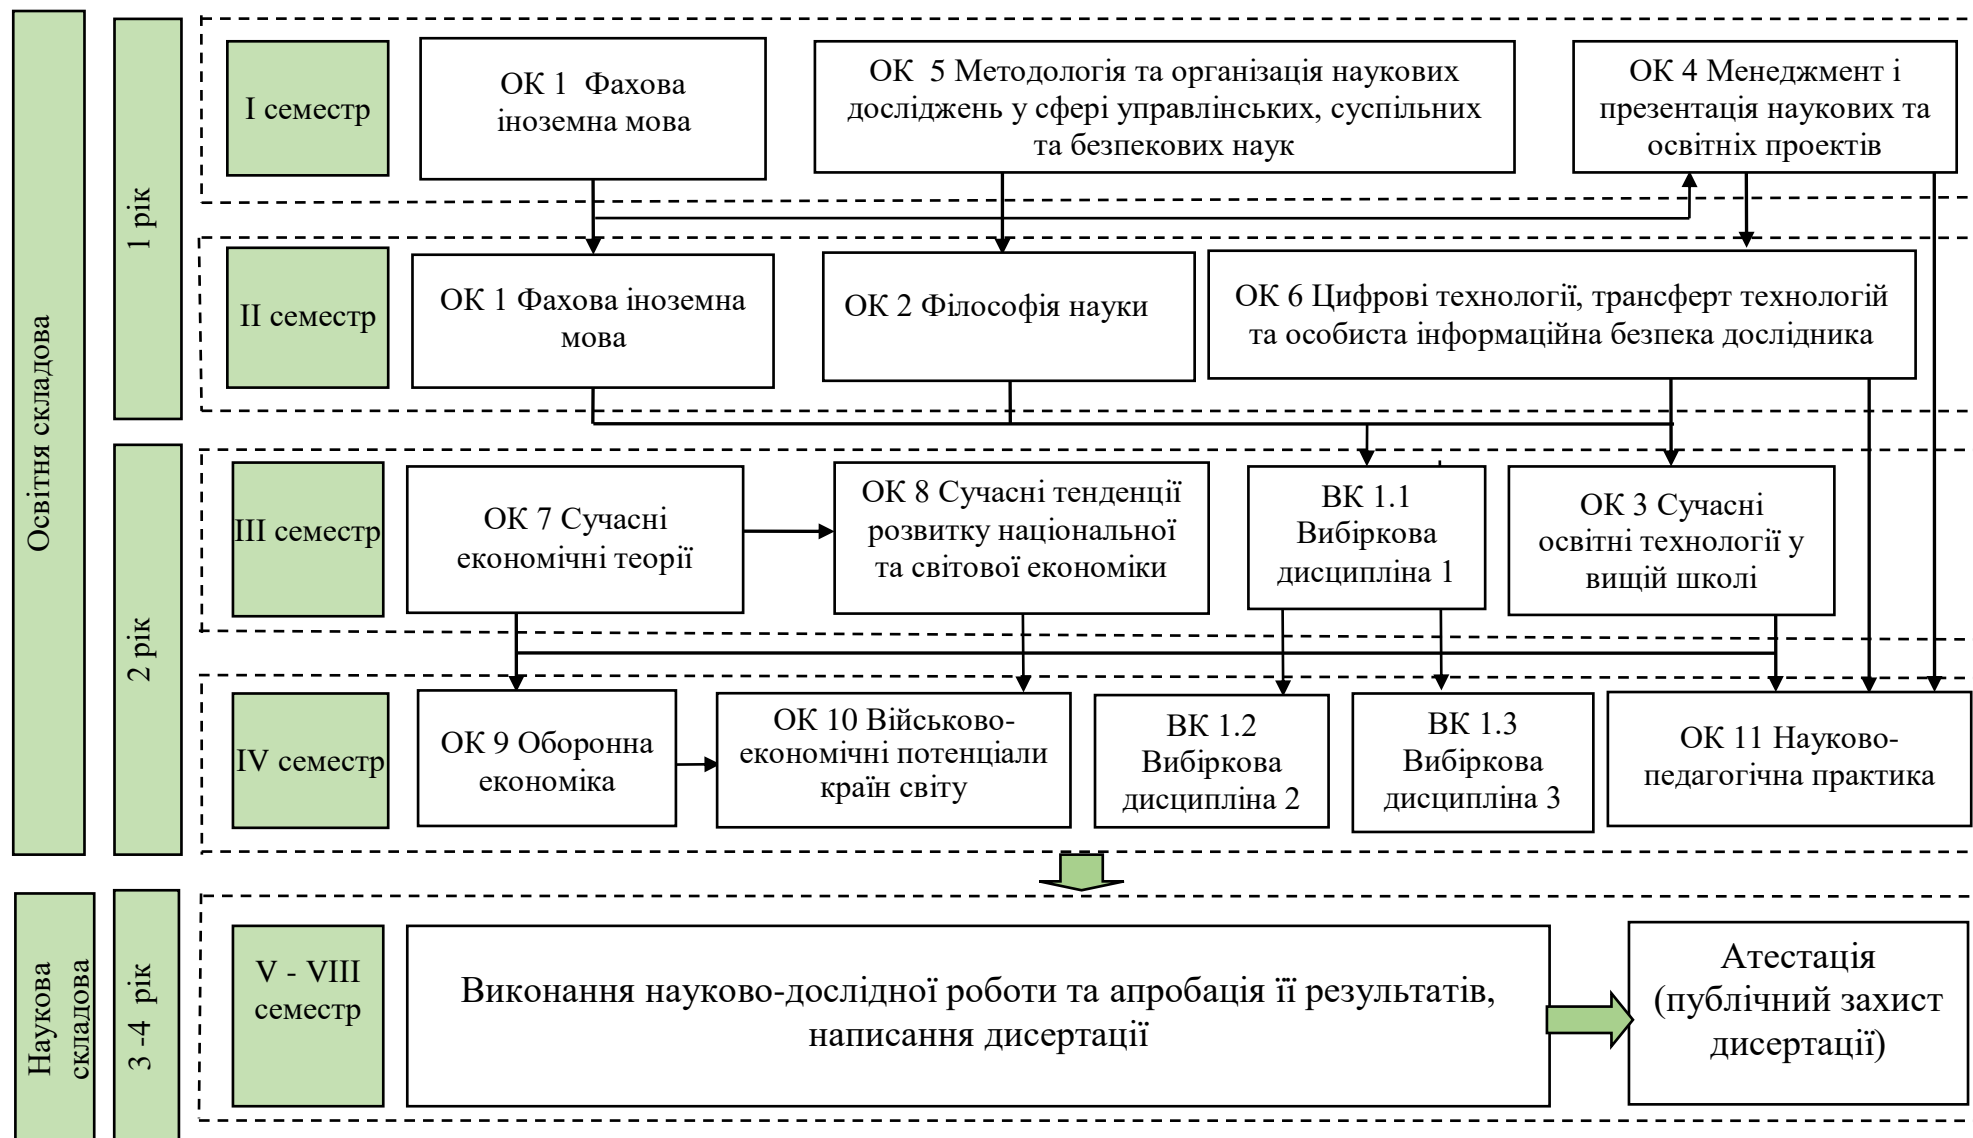 Освітня складова
1 рік
I семестр
ОК 1 Фахова
іноземна мова
ОК 5 Методологія та організація наукових
досліджень у сфері управлінських, суспільних
та безпекових наук
ОК 4 Менеджмент і
презентація наукових та
освітніх проектів
II семестр
ОК 1 Фахова іноземна
мова
ОК 2 Філософія науки
ОК 6 Цифрові технології, трансферт технологій
та особиста інформаційна безпека дослідника
2 рік
III семестр
ОК 7 Сучасні
економічні теорії
ОК 8 Сучасні тенденції
розвитку національної
та світової економіки
ВК 1.1
Вибіркова
дисципліна 1
ОК 3 Сучасні
освітні технології у
вищій школі
IV семестр
ОК 9 Оборонна
економіка
ОК 10 Військово-
економічні потенціали
країн світу
ВК 1.2
Вибіркова
дисципліна 2
ВК 1.3
Вибіркова
дисципліна 3
ОК 11 Науково-
педагогічна практика
Наукова
складова
3 -4 рік
V - VIII
семестр
Виконання науково-дослідної роботи та апробація її результатів,
написання дисертації
Атестація
(публічний захист
дисертації)